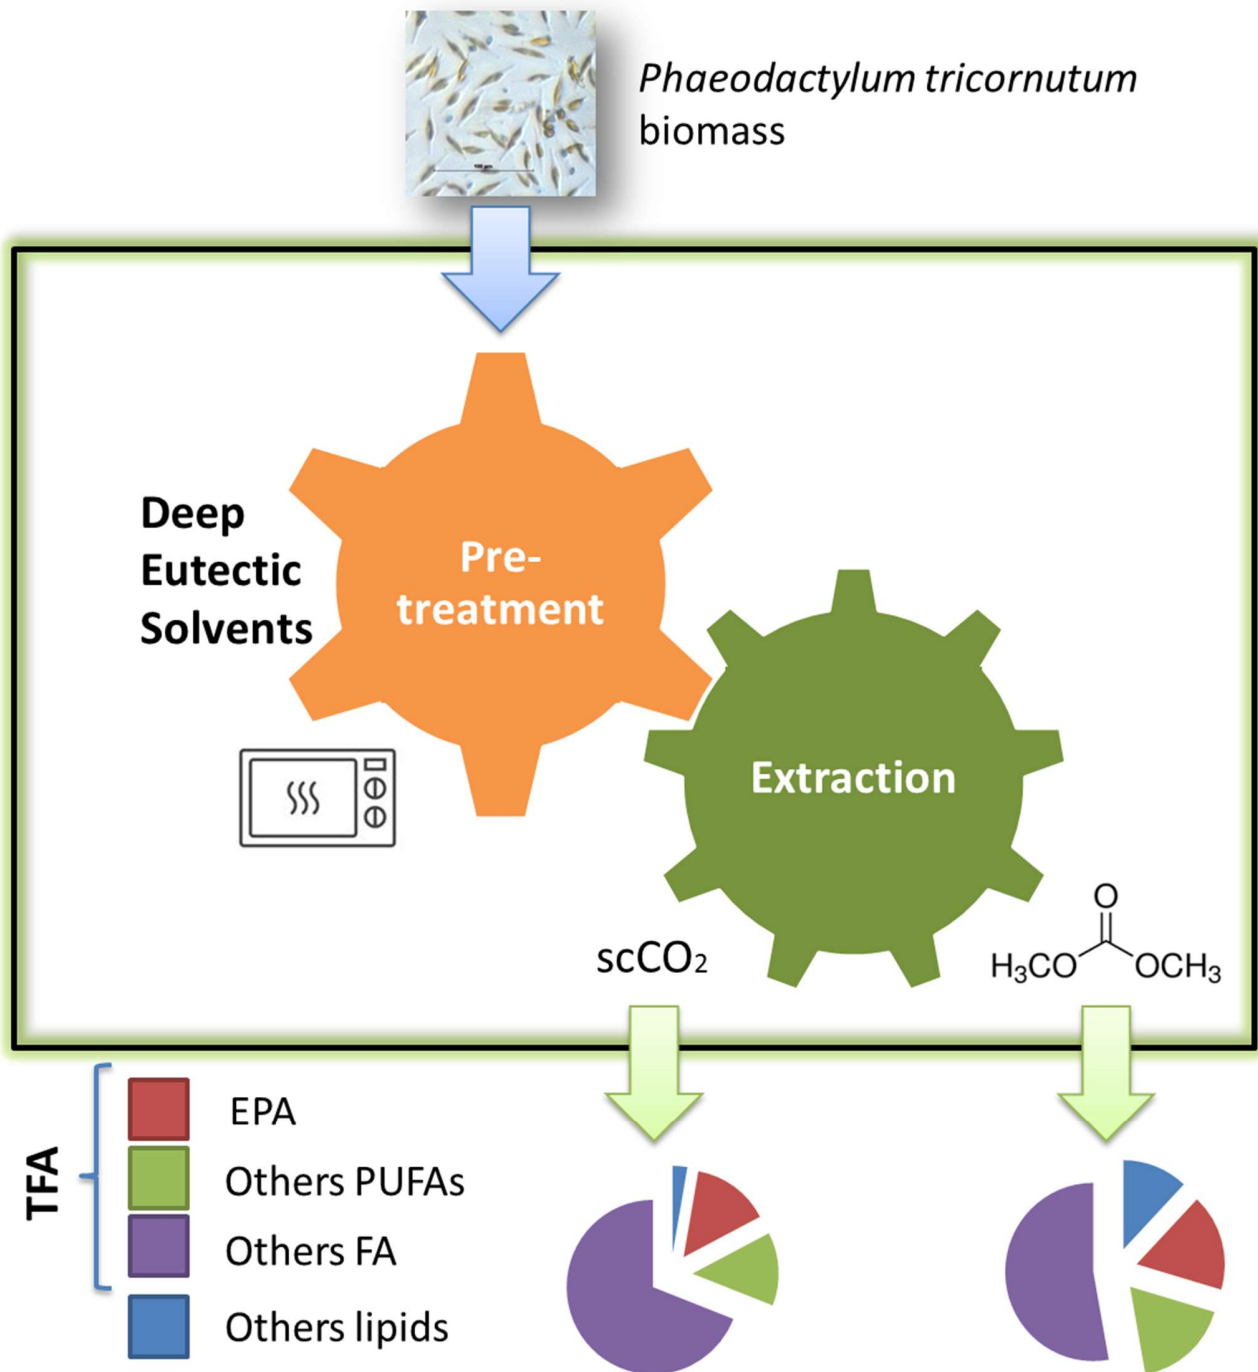 Phaeodactylum tricornutum
biomass
Deep
Eutectic
Solvents
Pre-
treatment
Extraction
scCO₂
O
H₃CO
OCH₃
TFA
EPA
Others PUFAs
Others FA
Others lipids